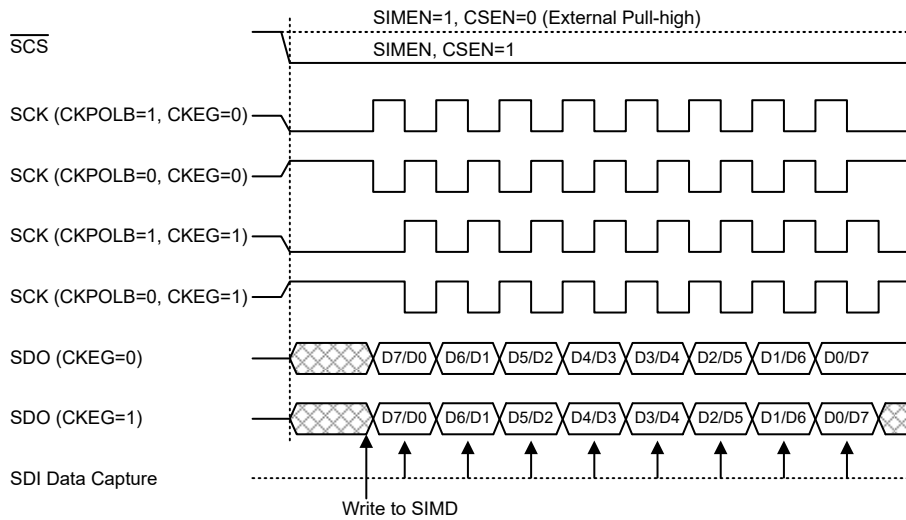 SIMEN=1, CSEN=0 (External Pull-high)
SCS
SIMEN, CSEN=1
SCK (CKPOLB=1, CKEG=0)
SCK (CKPOLB=0, CKEG=0)
SCK (CKPOLB=1, CKEG=1)
SCK (CKPOLB=0, CKEG=1)
SDO (CKEG=0) D7/D0 D6/D1 D5/D2 D4/D3 D3/D4 D2/D5 D1/D6 D0/D7
SDO (CKEG=1) D7/D0 D6/D1 D5/D2 D4/D3 D3/D4 D2/D5 D1/D6 D0/D7
SDI Data Capture
Write to SIMD